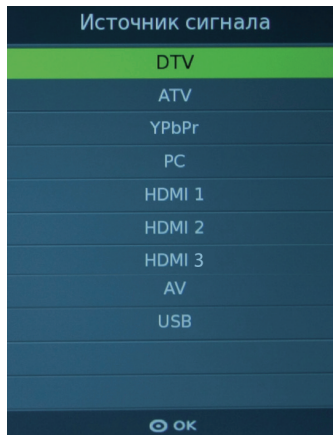 Источник сигнала
DTV
ATV
YPbPr
PC
HDMI 1
HDMI 2
HDMI 3
AV
USB
OK